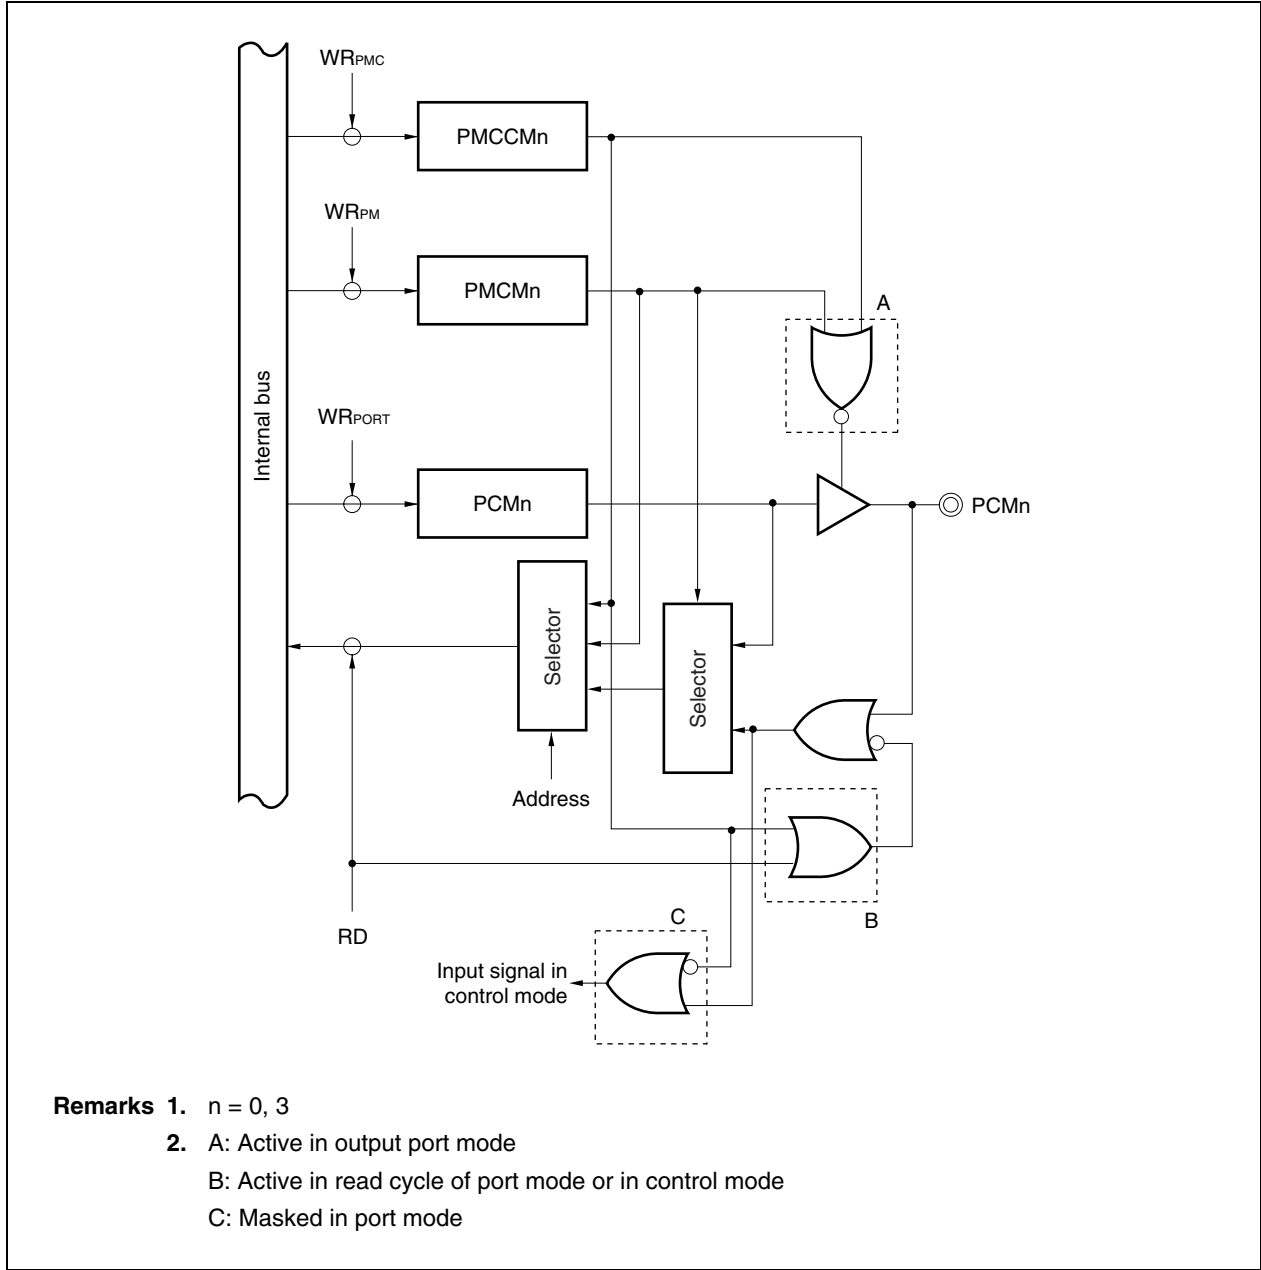 WRPMC
PMCCMn
WRPM
PMCMn
A
Internal bus
WRPORT
PCMn
PCMn
Selector
Selector
Address
B
C
RD
Input signal in
control mode
Remarks 1. n = 0, 3
2. A: Active in output port mode
B: Active in read cycle of port mode or in control mode
C: Masked in port mode